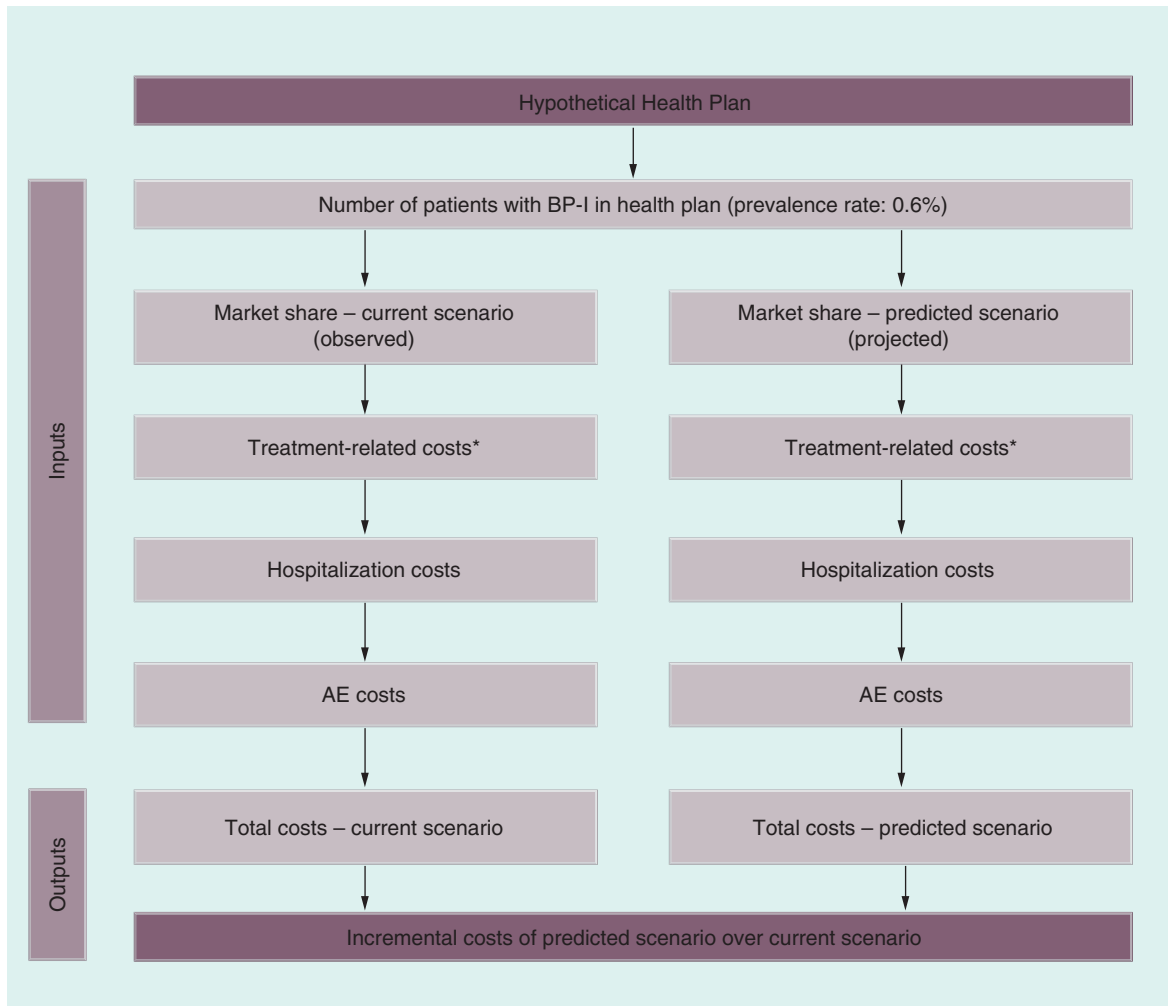 Hypothetical Health Plan
Inputs
Number of patients with BP-I in health plan (prevalence rate: 0.6%)
Market share – current scenario
(observed)
Market share – predicted scenario
(projected)
Treatment-related costs*
Treatment-related costs*
Hospitalization costs
Hospitalization costs
AE costs
AE costs
Outputs
Total costs – current scenario
Total costs – predicted scenario
Incremental costs of predicted scenario over current scenario